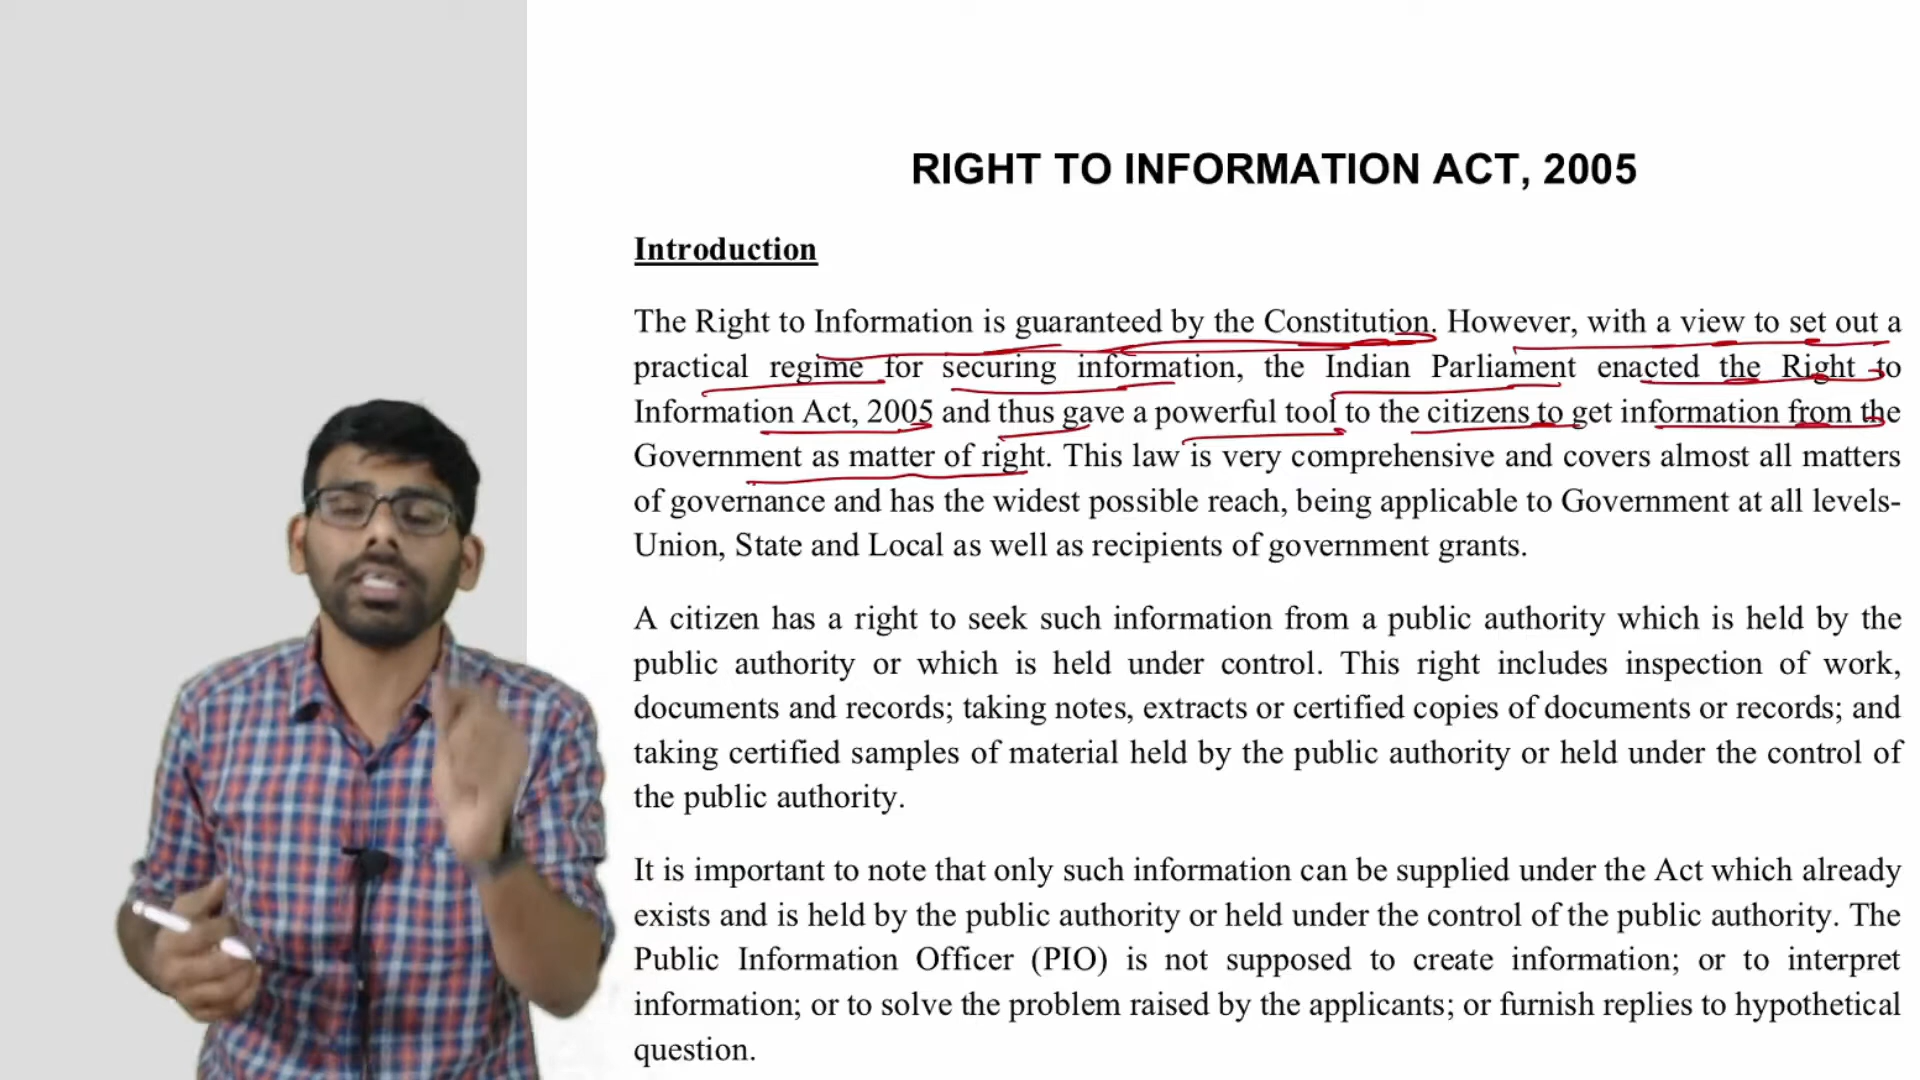 RIGHT TO INFORMATION ACT, 2005
Introduction
The Right to Information is guaranteed by the Constitution. However, with a view to set out a
practical regime for securing information, the Indian Parliament enacted the Right to
Information Act, 2005 and thus gave a powerful tool to the citizens to get information from the
Government as matter of right. This law is very comprehensive and covers almost all matters
of governance and has the widest possible reach, being applicable to Government at all levels-
Union, State and Local as well as recipients of government grants.
A citizen has a right to seek such information from a public authority which is held by the
public authority or which is held under control. This right includes inspection of work,
documents and records; taking notes, extracts or certified copies of documents or records; and
taking certified samples of material held by the public authority or held under the control of
the public authority.
It is important to note that only such information can be supplied under the Act which already
exists and is held by the public authority or held under the control of the public authority. The
Public Information Officer (PIO) is not supposed to create information; or to interpret
information; or to solve the problem raised by the applicants; or furnish replies to hypothetical
question.